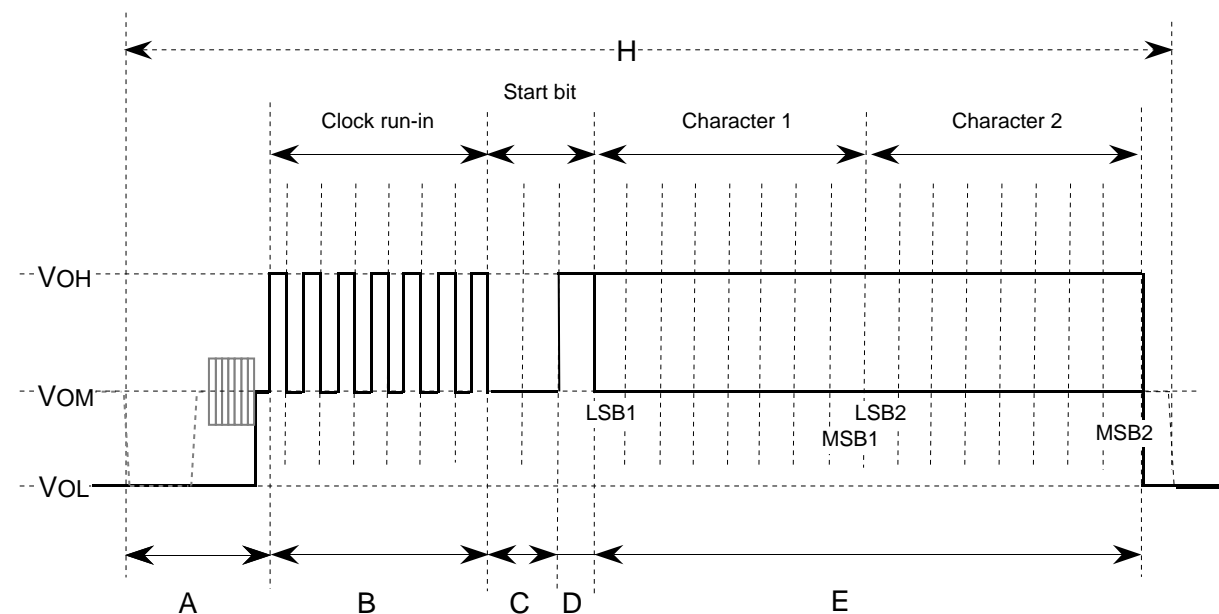 H
Start bit
Clock run-in
Character 1
Character 2
VOH
VOM
LSB1
LSB2
MSB1
MSB2
VOL
A
B
C
D
E